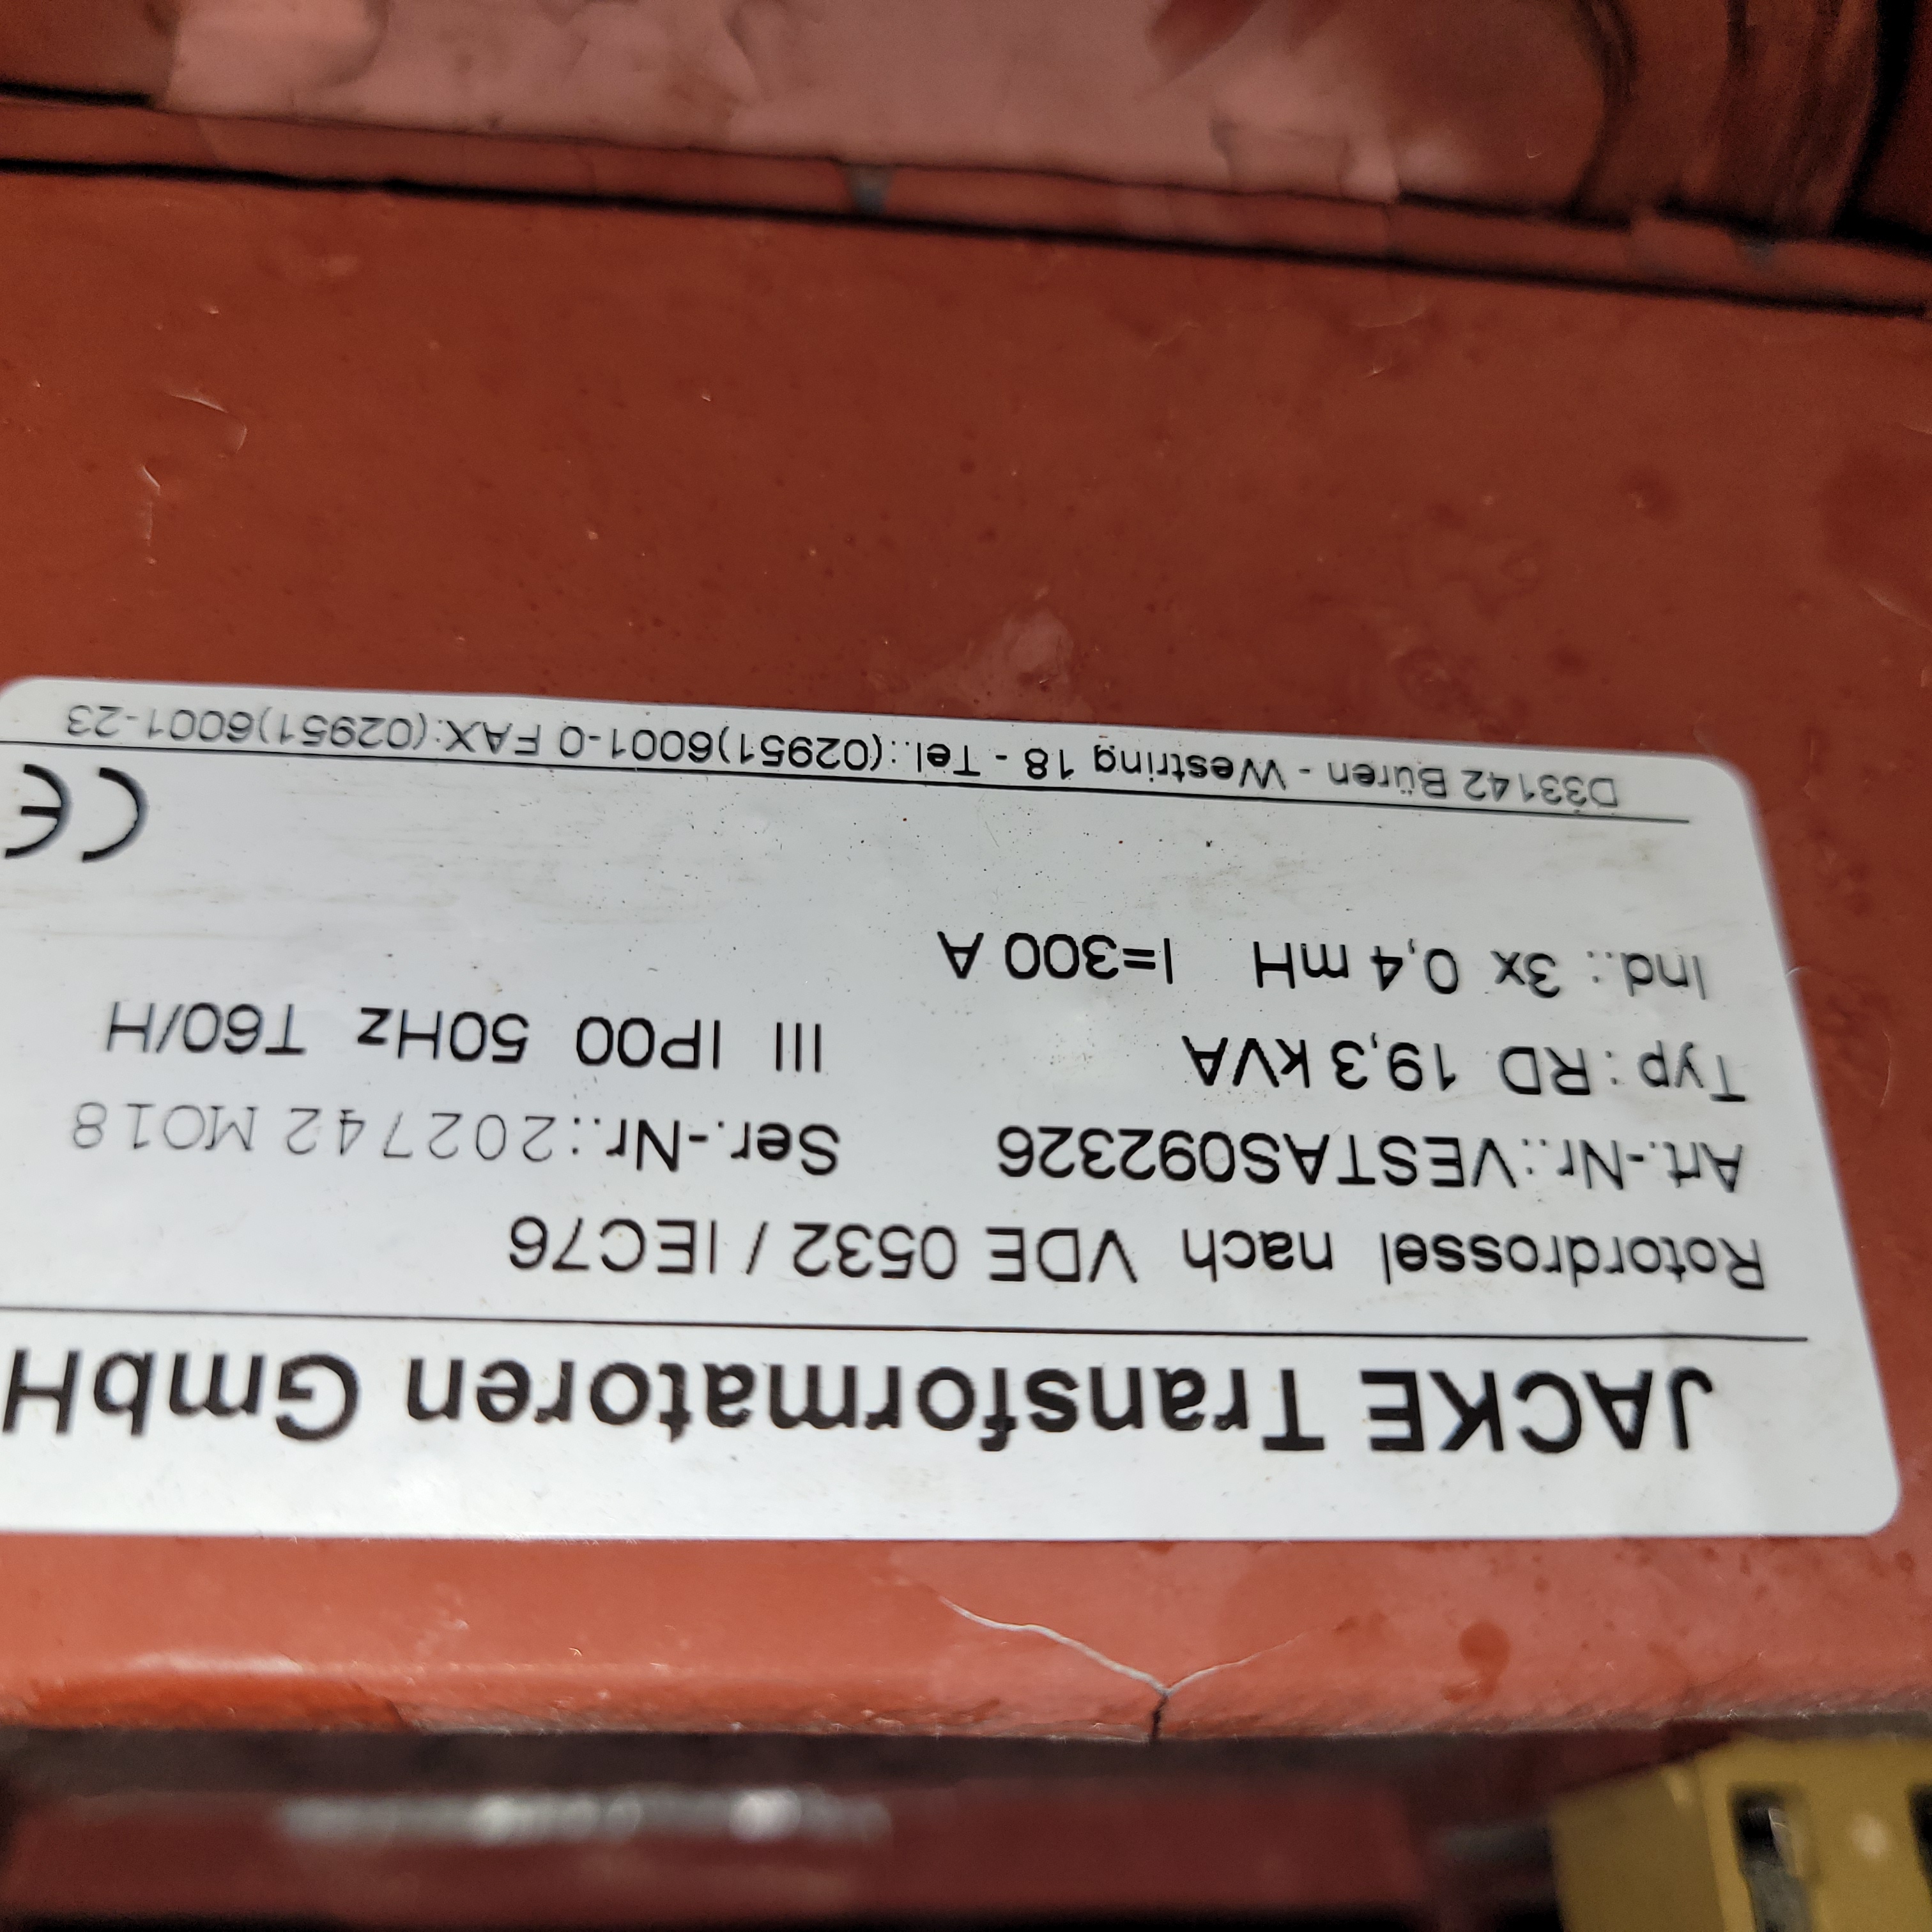 JACKE Transformatoren GmbH
Rotordrossel nach VDE 0532 / IEC76
Art.-Nr.:VESTAS092326 Ser.-Nr.:202742 M018
Typ : RD 19,3 kVA III IP00 50Hz T60/H
Ind.: 3x 0,4 mH I=300 A
CE
D33142 Büren - Westring 18 - Tel.:(02951)6001-0 FAX:(02951)6001-23